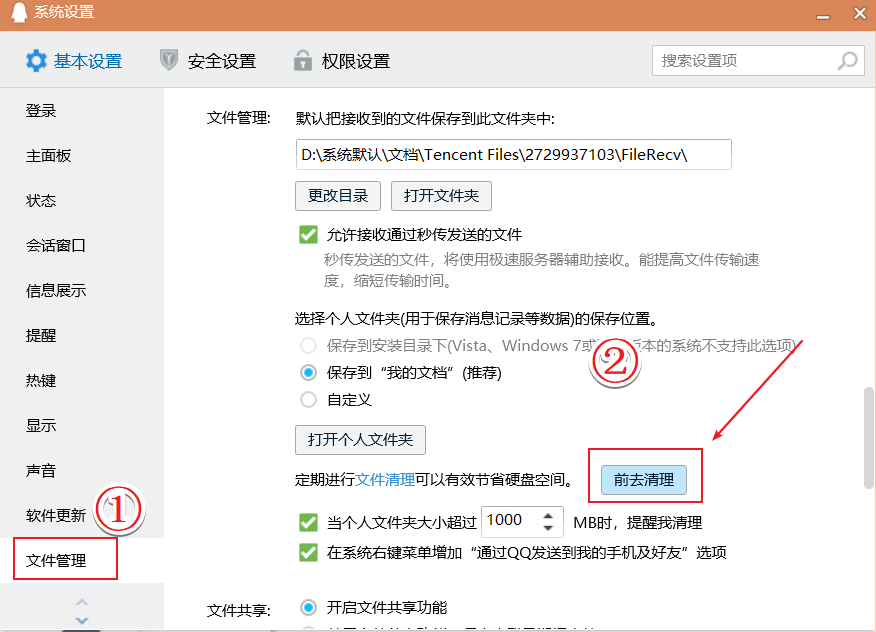 系统设置
基本设置
安全设置
权限设置
搜索设置项
登录
主面板
状态
会话窗口
信息展示
提醒
热键
显示
声音
软件更新
①
文件管理
文件管理:
默认把接收到的文件保存到此文件夹中:
D:\系统默认\文档\Tencent Files\2729937103\FileRecv\
更改目录
打开文件夹
允许接收通过秒传发送的文件
秒传发送的文件，将使用极速服务器辅助接收。能提高文件传输速
度，缩短传输时间。
选择个人文件夹(用于保存消息记录等数据)的保存位置。
保存到安装目录下(Vista、Windows 7或 版本的系统不支持此选项)
②
保存到“我的文档”(推荐)
自定义
打开个人文件夹
定期进行文件清理可以有效节省硬盘空间。
前去清理
当个人文件夹大小超过 1000 MB时，提醒我清理
在系统右键菜单增加“通过QQ发送到我的手机及好友”选项
文件共享:
开启文件共享功能